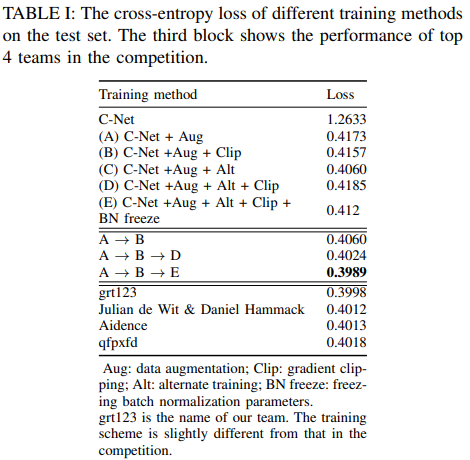 TABLE I: The cross-entropy loss of different training methods
on the test set. The third block shows the performance of top
4 teams in the competition.
Training method Loss
C-Net 1.2633
(A) C-Net + Aug 0.4173
(B) C-Net +Aug + Clip 0.4157
(C) C-Net +Aug + Alt 0.4060
(D) C-Net +Aug + Alt + Clip 0.4185
(E) C-Net +Aug + Alt + Clip +
BN freeze 0.412
A → B 0.4060
A → B → D 0.4024
A → B → E 0.3989
grt123 0.3998
Julian de Wit & Daniel Hammack 0.4012
Aidence 0.4013
qfpxfd 0.4018
Aug: data augmentation; Clip: gradient clip-
ping; Alt: alternate training; BN freeze: freez-
ing batch normalization parameters.
grt123 is the name of our team. The training
scheme is slightly different from that in the
competition.